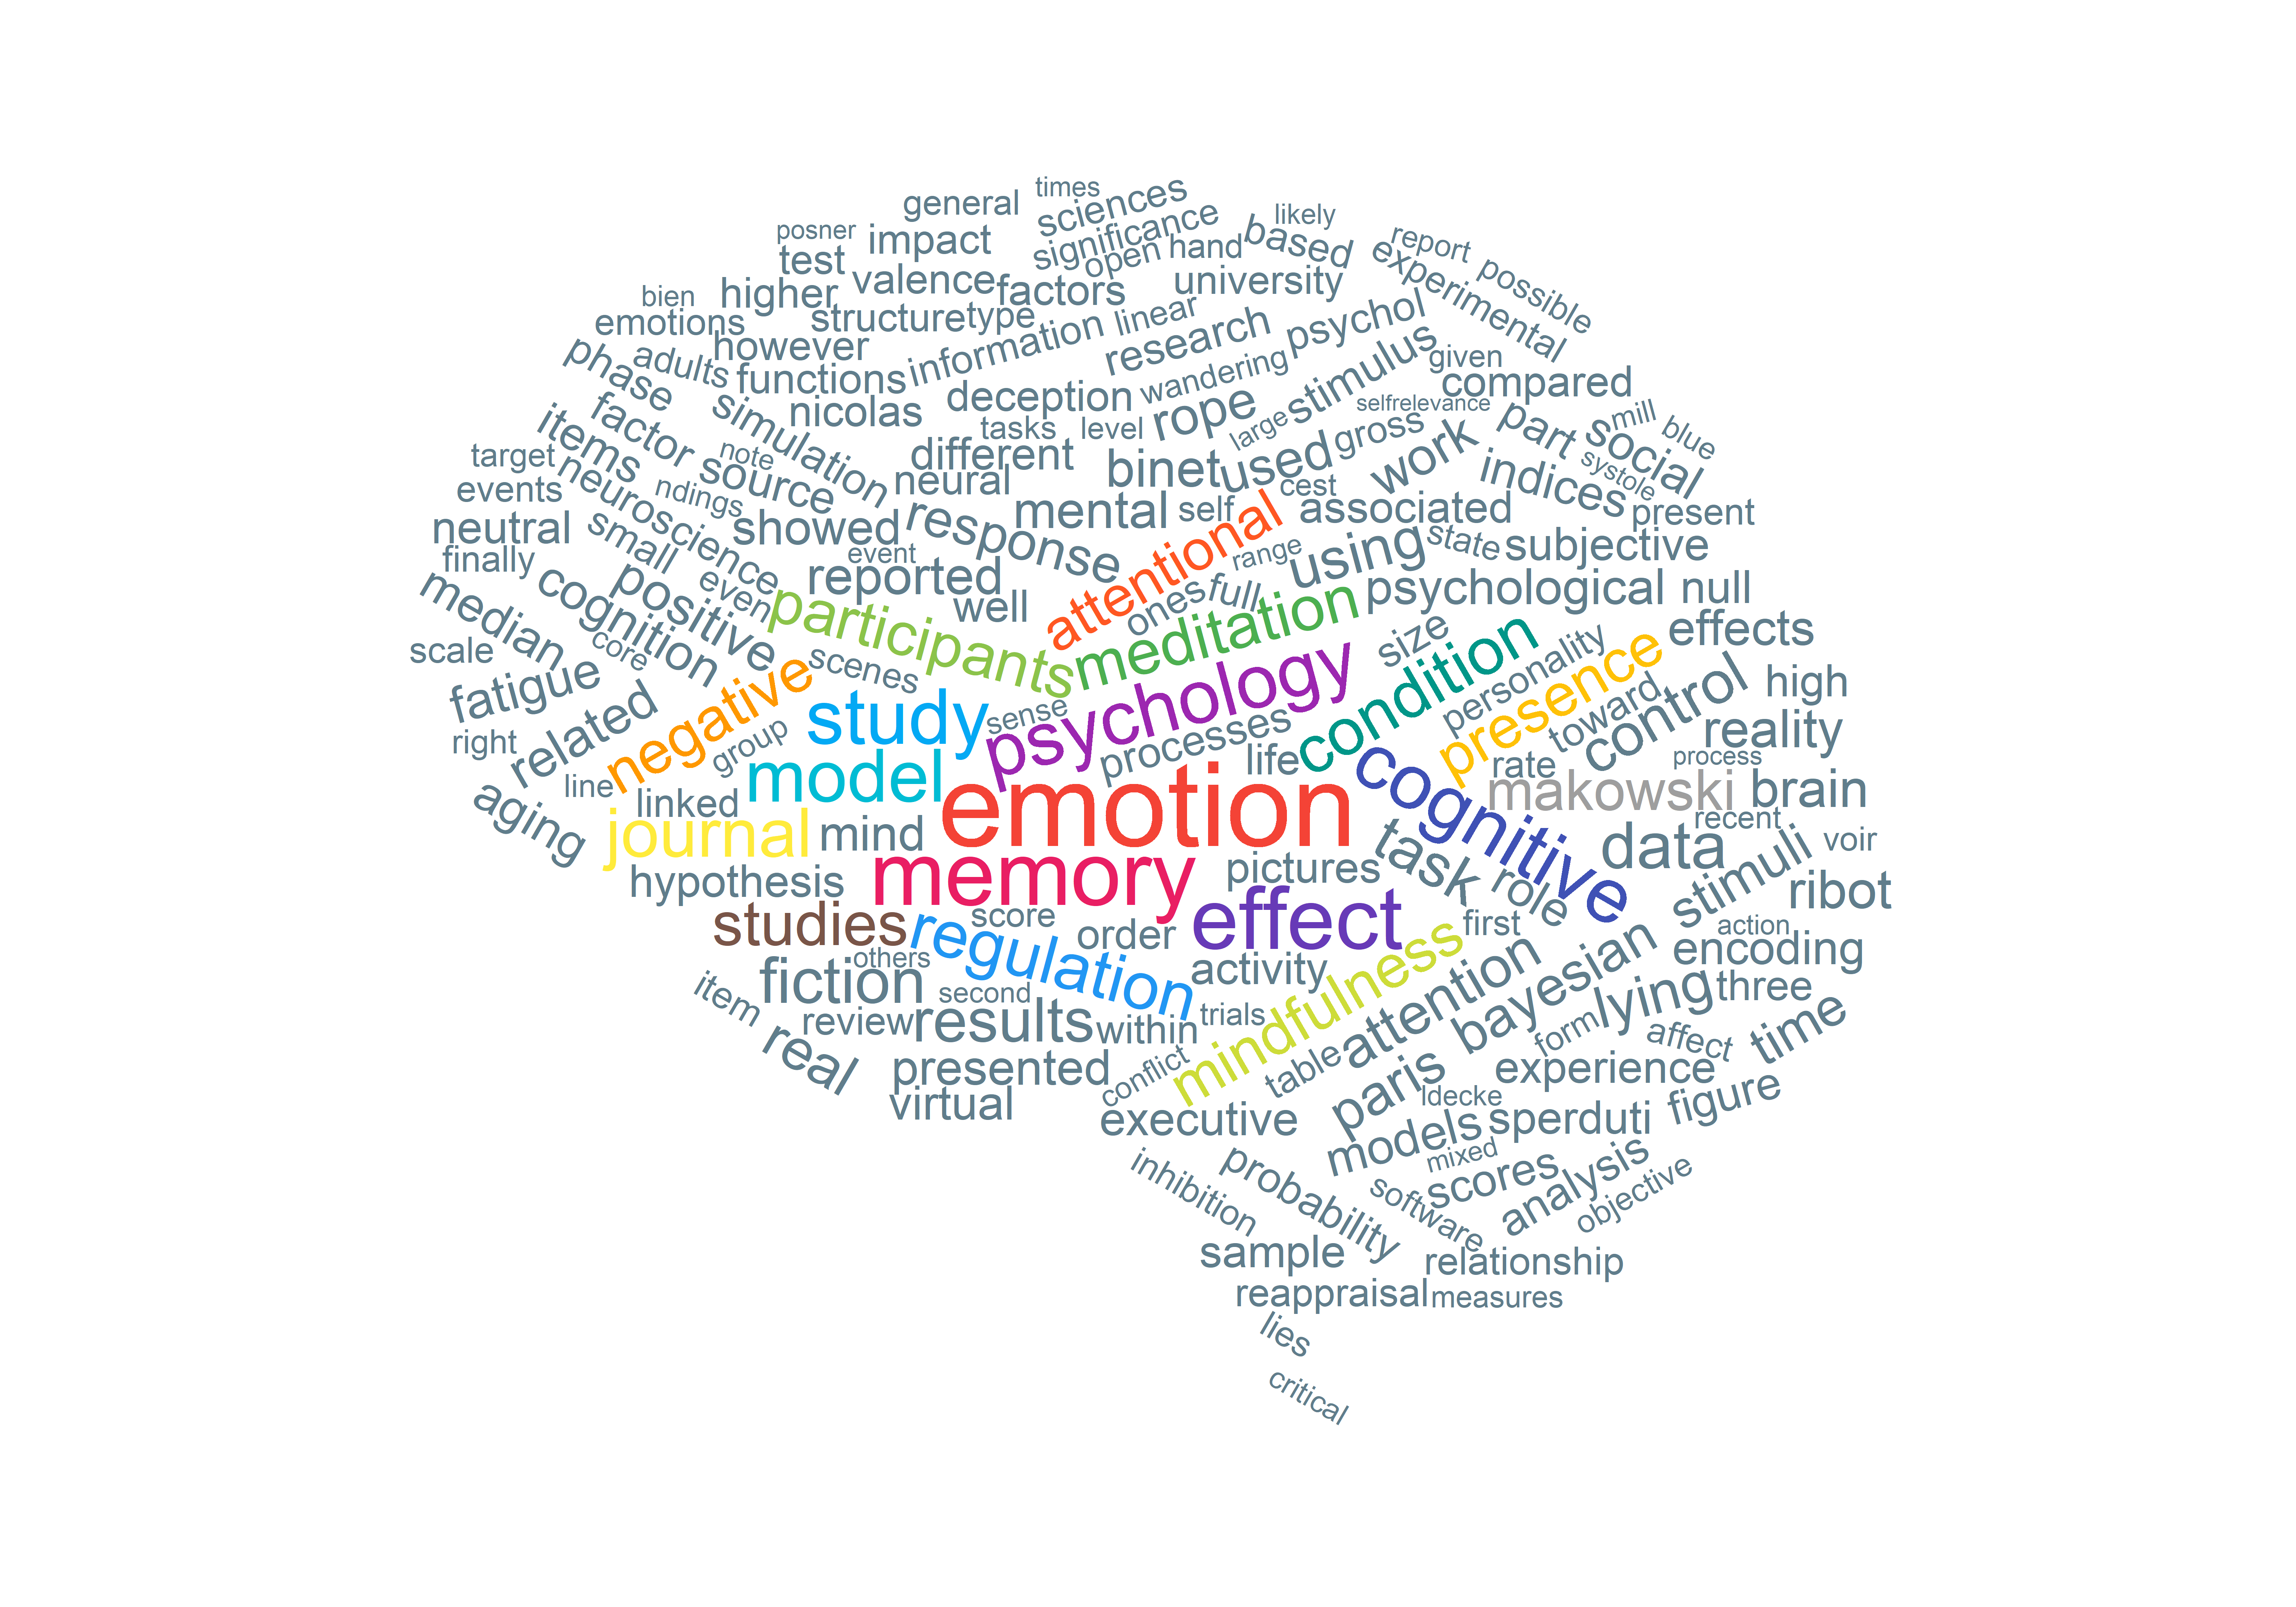 times
general
sciences
likely
posner
impact
significance
hand
based
report
test
open
experimental
possible
valence
factors
university
bien
higher
emotions
structure
type
information
linear
research
psychol
however
phase
adults
functions
wandering
stimulus
given
compared
deception
nicolas
simulation
rope
selfrelevance
items
factor
tasks
level
large
gross
part
mill
social
blue
target
note
different
binet
used
work
systole
neuroscience
source
neural
cest
indices
events
ndings
mental
self
associated
present
neutral
small
showed
response
attentional
finally
event
range
using
state
subjective
median
cognition
positive
even
reported
well
ones
full
psychological
null
participants
meditation
scale
core
scenes
size
personality
effects
fatigue
negative
study
sense
psychology
condition
presence
toward
control
high
right
related
group
processes
life
reality
line
linked
model
emotion
cognitive
rate
process
makowski
brain
aging
journal
mind
recent
data
voir
hypothesis
memory
pictures
task
role
stimuli
ribot
studies
regulation
score
order
effect
first
action
fiction
others
activity
mindfulness
attention
bayesian
encoding
item
second
trials
lying
three
real
review
results
within
form
affect
time
presented
conflict
table
paris
experience
virtual
executive
ldecke
figure
models
sperduti
inhibition
probability
mixed
scores
analysis
software
objective
sample
relationship
reappraisal
measures
lies
critical